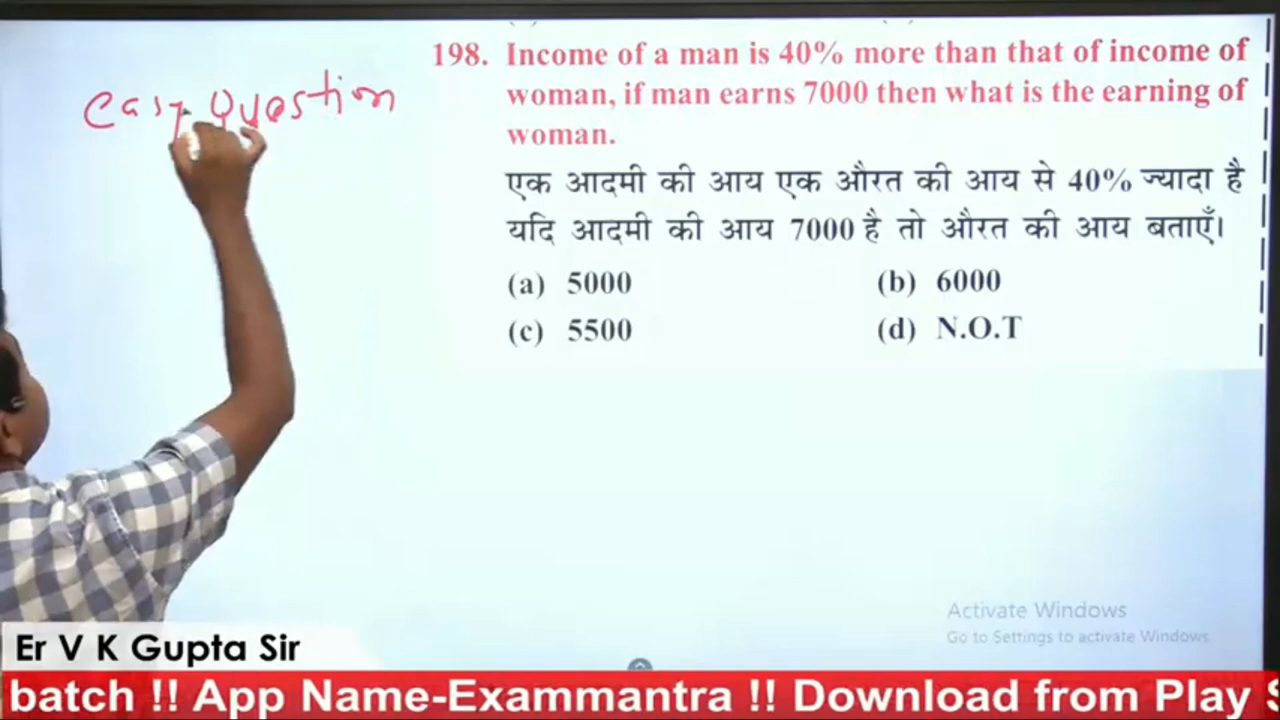 easy Question
198. Income of a man is 40% more than that of income of
woman, if man earns 7000 then what is the earning of
woman.
एक आदमी की आय एक औरत की आय से 40% ज्यादा है
यदि आदमी की आय 7000 है तो औरत की आय बताएँ।
(a) 5000 (b) 6000
(c) 5500 (d) N.O.T
Activate Windows
Go to Settings to activate Windows
Er V K Gupta Sir
batch !! App Name-Exammantra !! Download from Play S